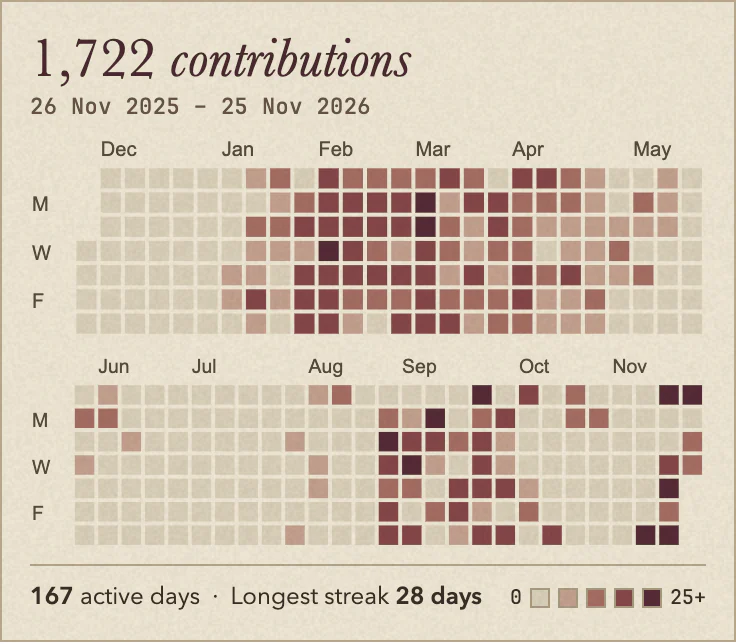 1,722 contributions
26 Nov 2025 – 25 Nov 2026
Dec Jan Feb Mar Apr May
M
W
F
Jun Jul Aug Sep Oct Nov
M
W
F
167 active days · Longest streak 28 days 0 25+